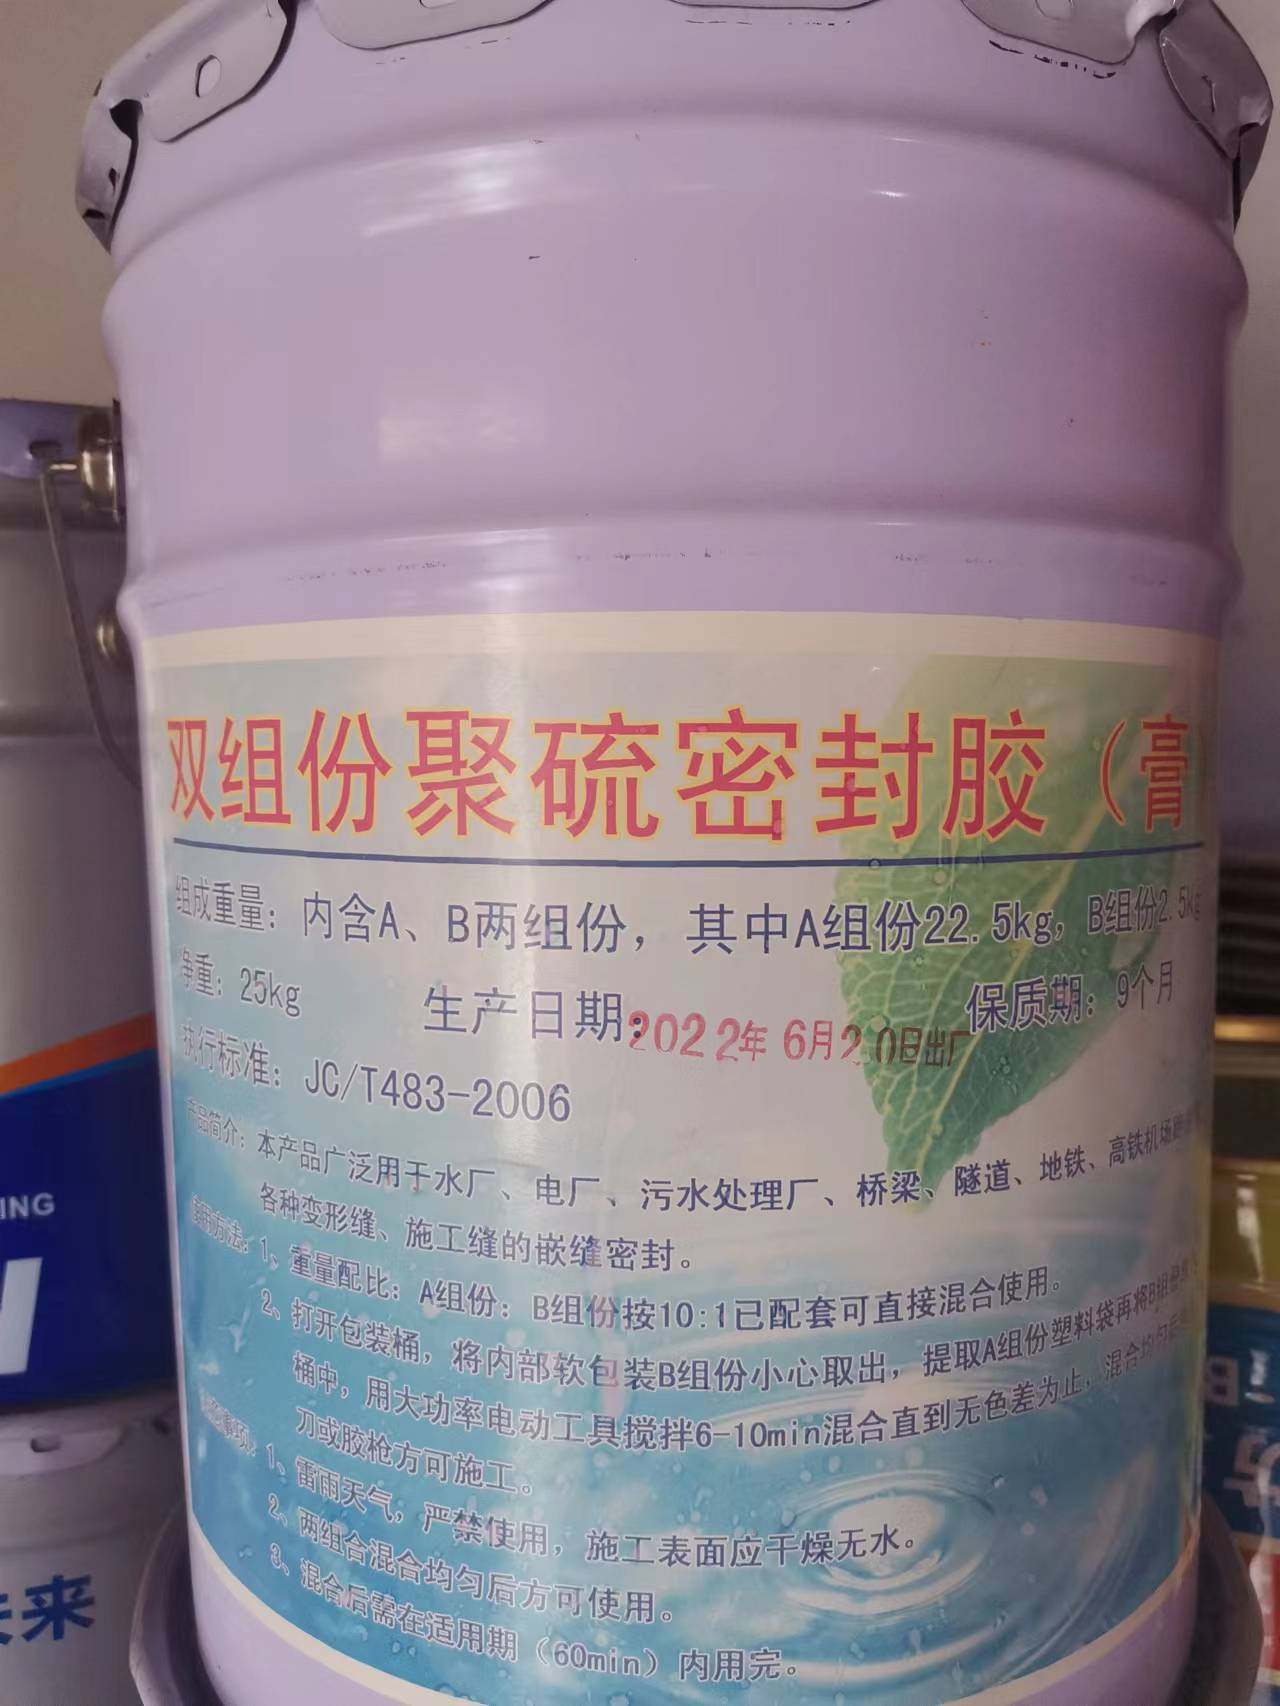 双组份聚硫密封胶（膏
组成重量：内含A、B两组份，其中A组份22.5kg，B组份2.5kg
净重：25kg 生产日期：2022年6月20日出厂 保质期：9个月
执行标准：JC/T483-2006
产品简介：本产品广泛用于水厂、电厂、污水处理厂、桥梁、隧道、地铁、高铁机场
各种变形缝、施工缝的嵌缝密封。
使用方法：1、重量配比：A组份：B组份按10:1已配套可直接混合使用。
2、打开包装桶，将内部软包装B组份小心取出，提取A组份塑料袋再将B组份
桶中，用大功率电动工具搅拌6-10min混合直到无色差为止，混合均匀后
刀或胶枪方可施工。
事项：1、雷雨天气，严禁使用，施工表面应干燥无水。
2、两组合混合均匀后方可使用。
3、混合后需在适用期（60min）内用完。
ING
未来